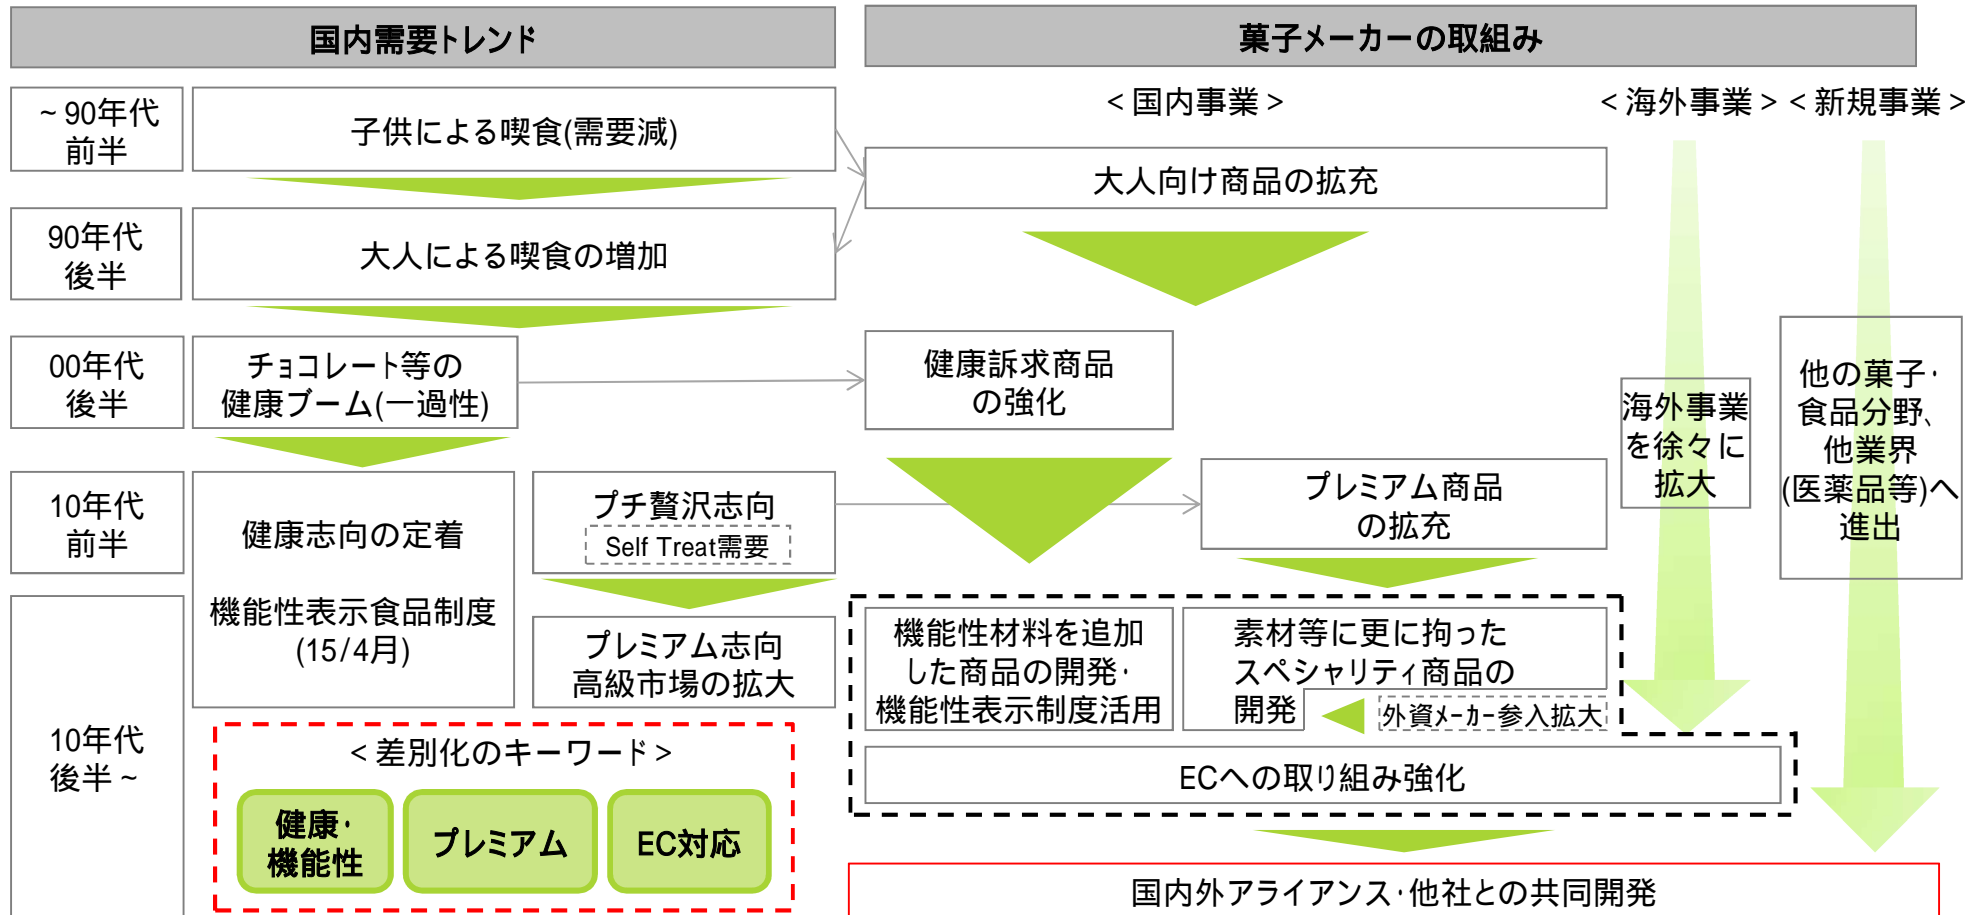 国内需要トレンド
菓子メーカーの取組み
＜国内事業＞
＜海外事業＞
＜新規事業＞
～90年代
前半
子供による喫食(需要減)
大人向け商品の拡充
90年代
後半
大人による喫食の増加
00年代
後半
チョコレート等の
健康ブーム(一過性)
健康訴求商品
の強化
海外事業
を徐々に
拡大
他の菓子・
食品分野、
他業界
(医薬品等)へ
進出
10年代
前半
健康志向の定着
機能性表示食品制度
(15/4月)
プチ贅沢志向
Self Treat需要
プレミアム商品
の拡充
10年代
後半～
プレミアム志向
高級市場の拡大
機能性材料を追加
した商品の開発・
機能性表示制度活用
素材等に更に拘った
スペシャリティ商品の
開発
外資メーカー参入拡大
ECへの取り組み強化
＜差別化のキーワード＞
健康・
機能性
プレミアム
EC対応
国内外アライアンス・他社との共同開発